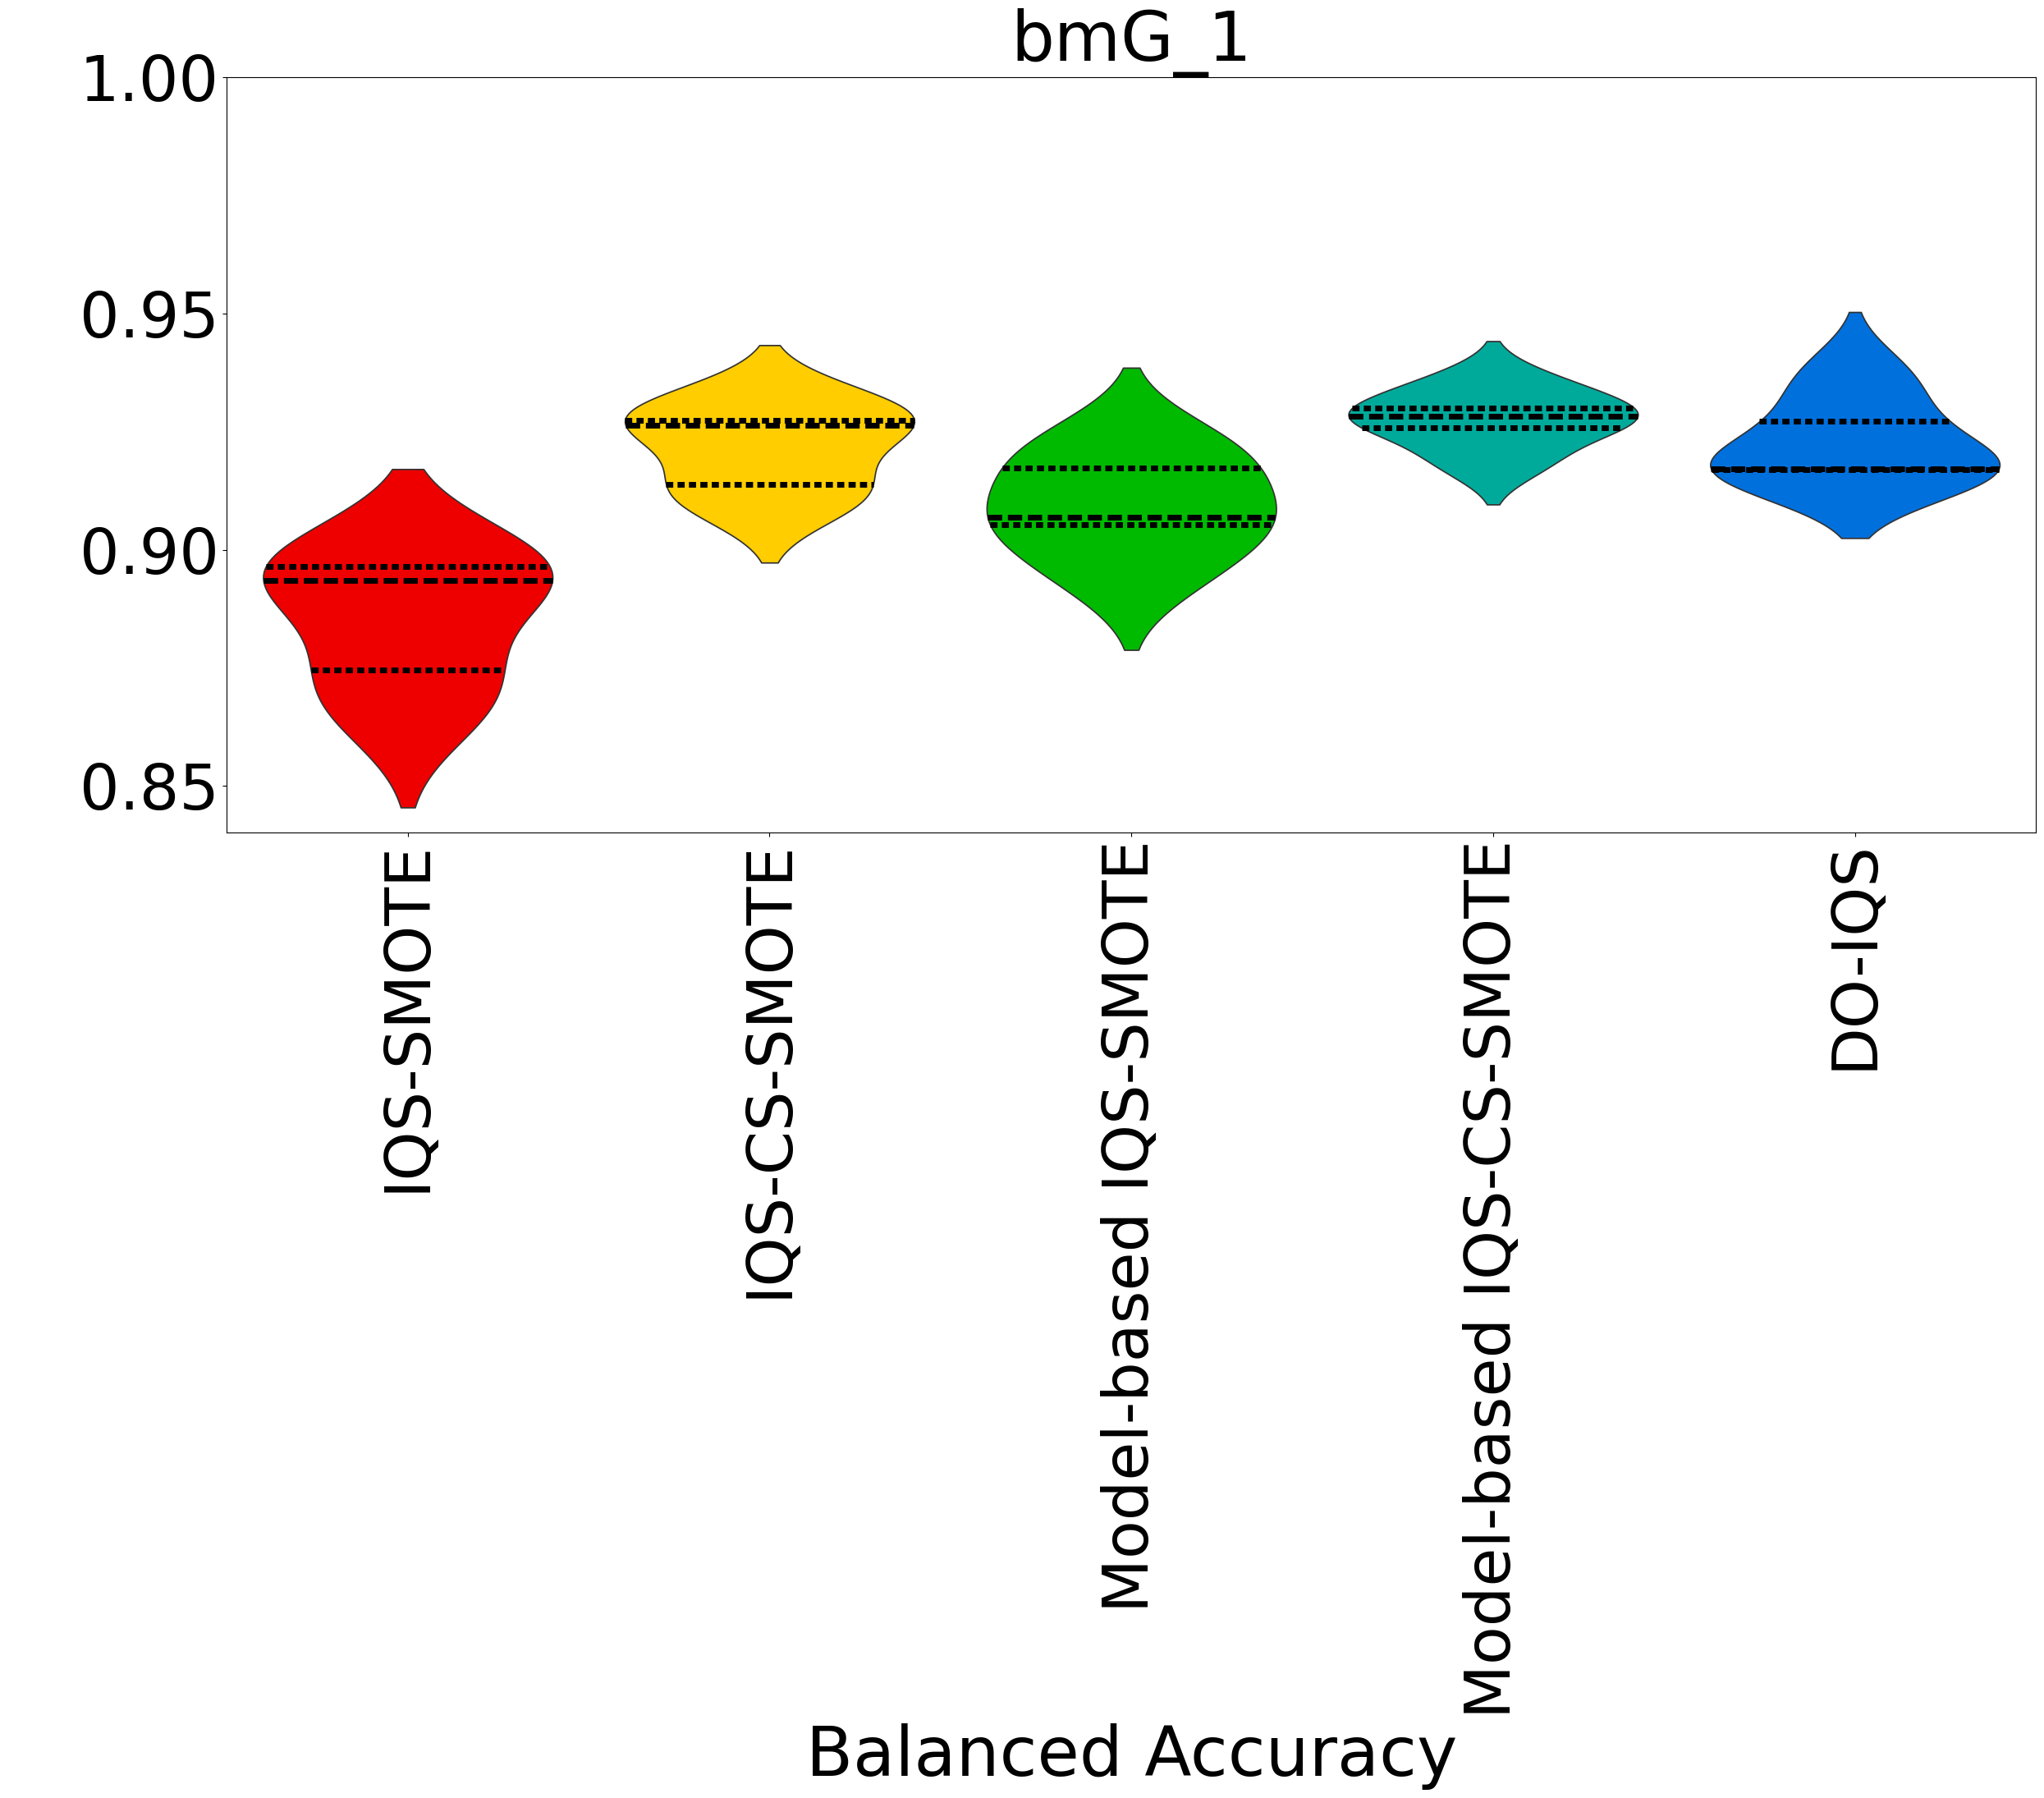 bmG_1
1.00
0.95
0.90
0.85
IQS-SMOTE
IQS-CS-SMOTE
Model-based IQS-SMOTE
Model-based IQS-CS-SMOTE
DO-IQS
Balanced Accuracy